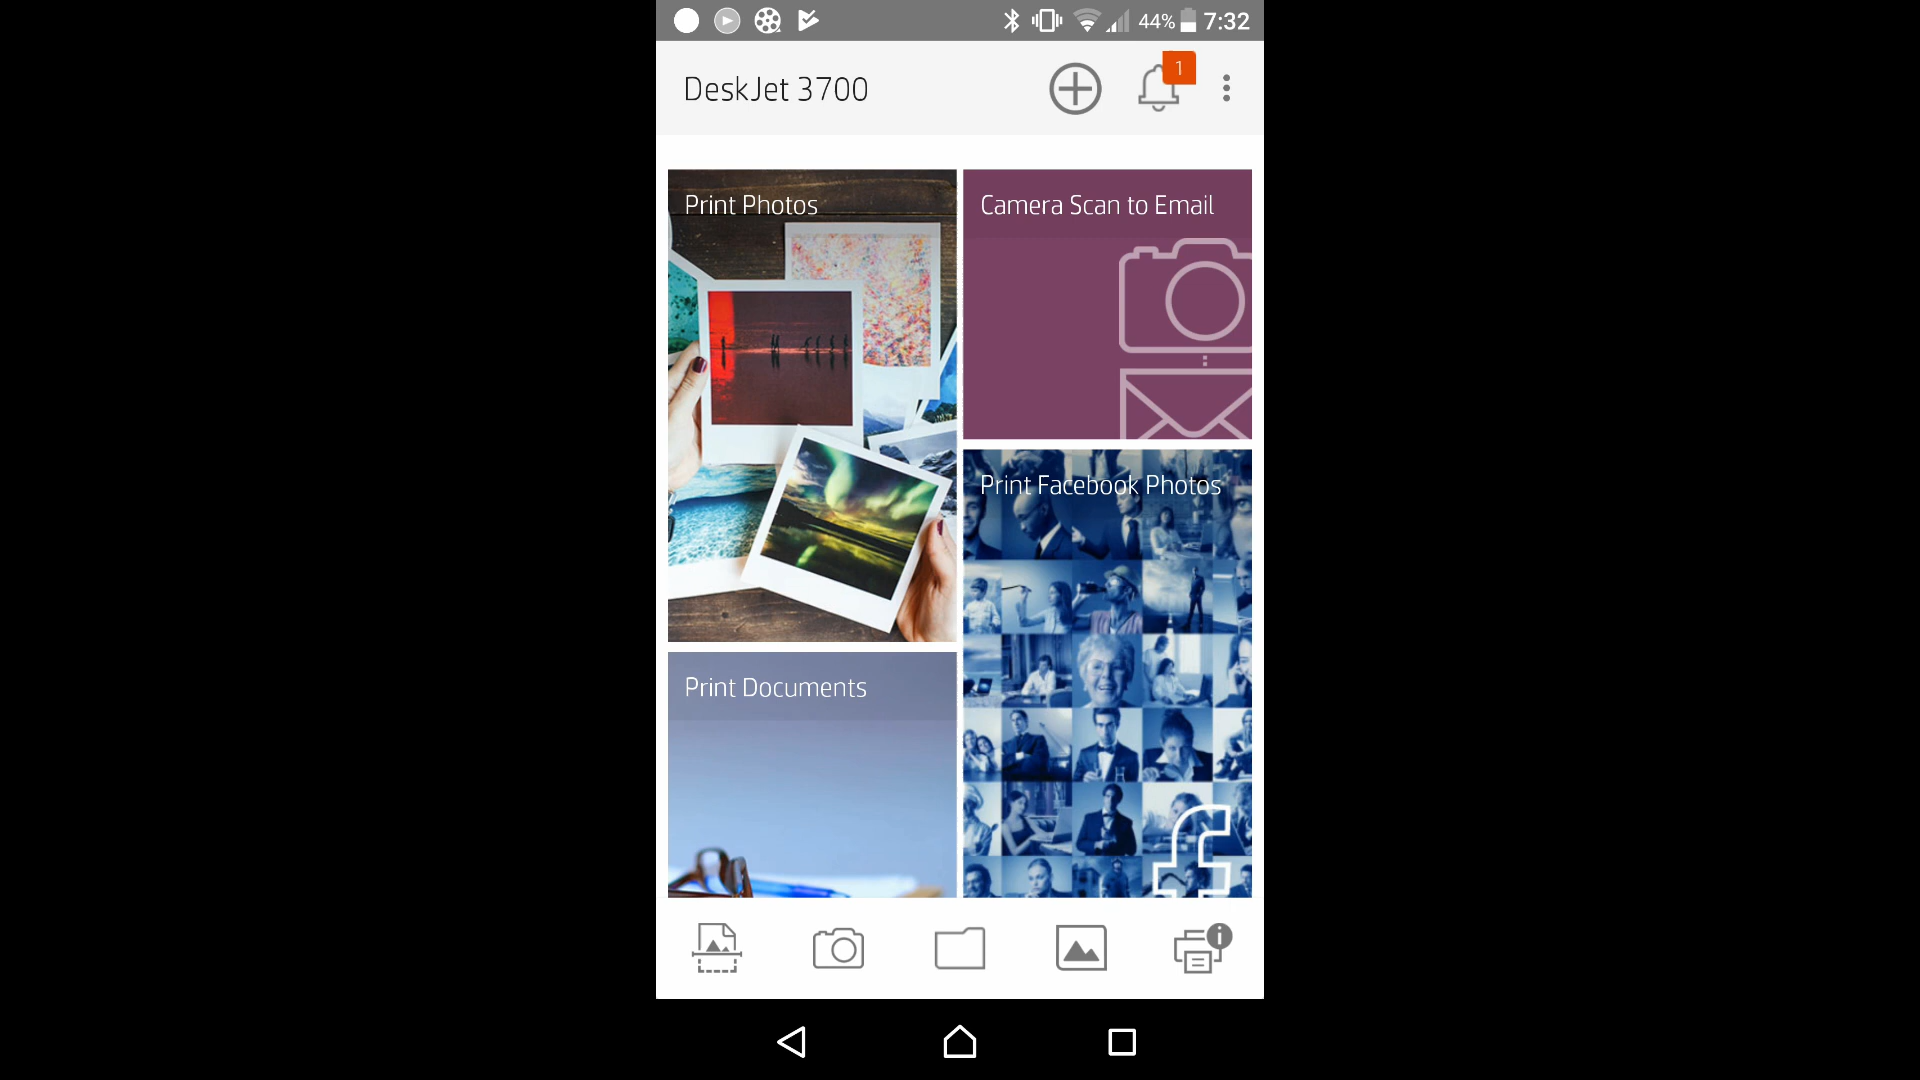 44% 7:32
DeskJet 3700
1
Print Photos
Camera Scan to Email
Print Facebook Photos
Print Documents